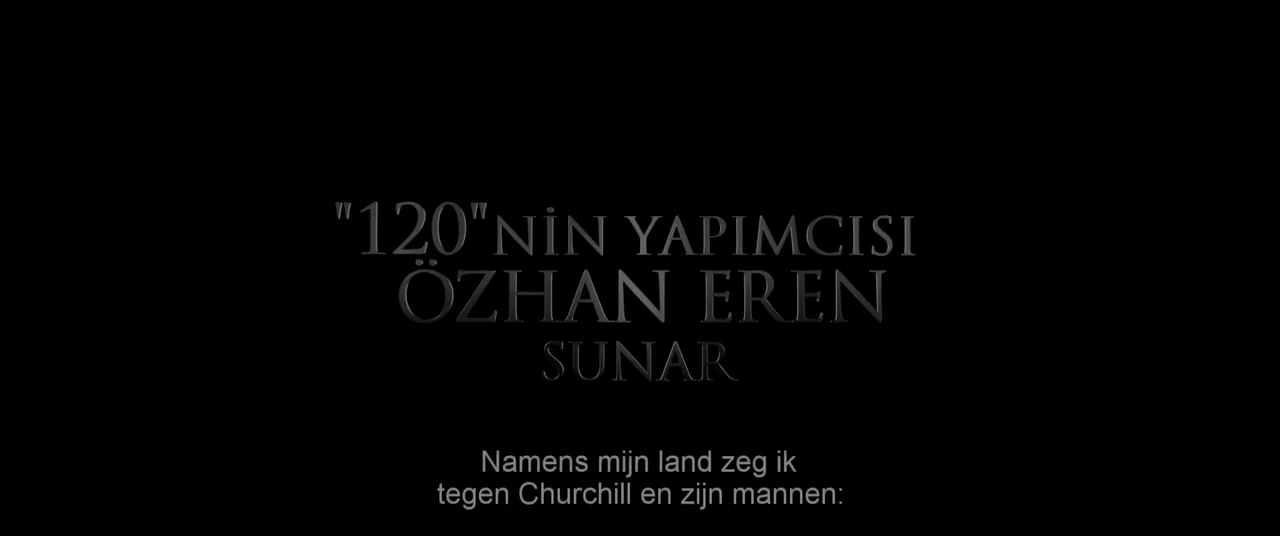 "120"NİN YAPIMCISI
ÖZHAN EREN
SUNAR
Namens mijn land zeg ik
tegen Churchill en zijn mannen: